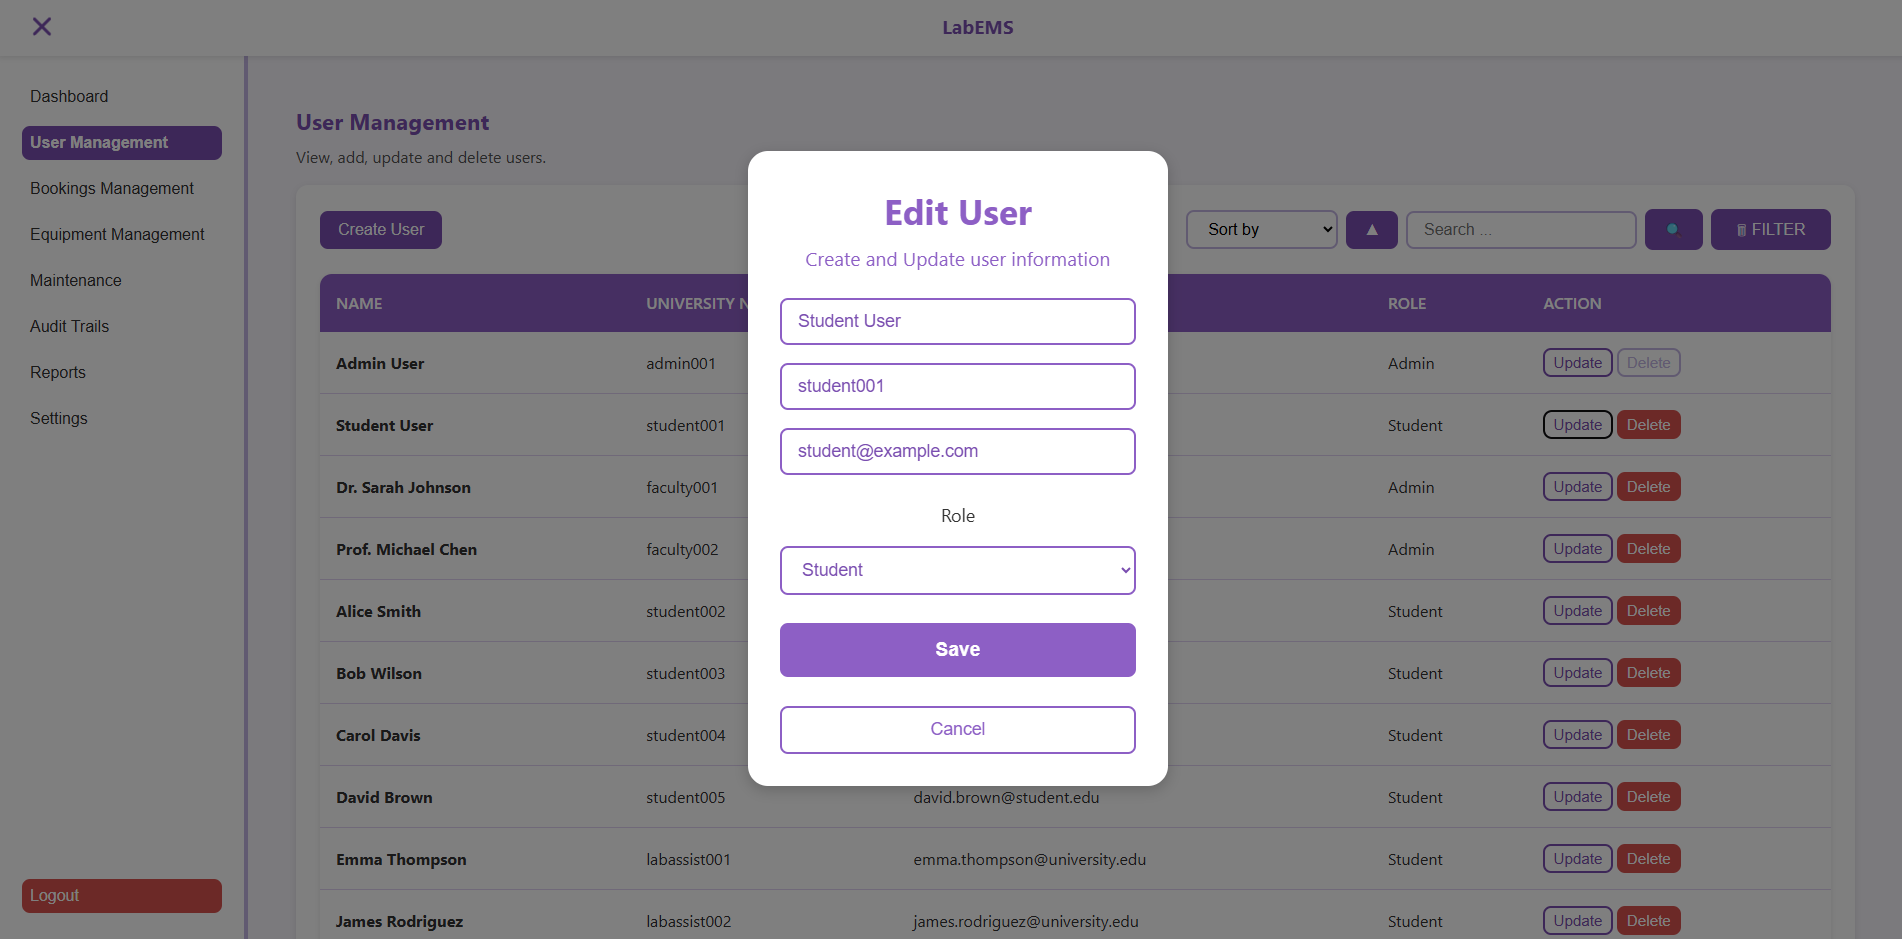 LabEMS
Dashboard
User Management
Bookings Management
Equipment Management
Maintenance
Audit Trails
Reports
Settings
Logout
User Management
View, add, update and delete users.
Create User
Sort by
▲
Search ...
FILTER
NAME UNIVERSITY ROLE ACTION
Admin User admin001 Admin Update Delete
Student User student001 Student Update Delete
Dr. Sarah Johnson faculty001 Admin Update Delete
Prof. Michael Chen faculty002 Admin Update Delete
Alice Smith student002 Student Update Delete
Bob Wilson student003 Student Update Delete
Carol Davis student004 Student Update Delete
David Brown student005 david.brown@student.edu Student Update Delete
Emma Thompson labassist001 emma.thompson@university.edu Student Update Delete
James Rodriguez labassist002 james.rodriguez@university.edu Student Update Delete
Edit User
Create and Update user information
Student User
student001
student@example.com
Role
Student
Save
Cancel